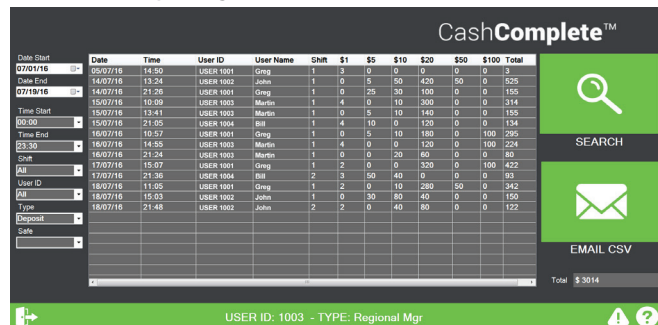 CashComplete™
Date Start
07/01/16
Date End
07/19/16
Time Start
00:00
Time End
23:30
Shift
All
User ID
All
Type
Deposit
Safe
Date Time User ID User Name Shift $1 $5 $10 $20 $50 $100 Total
05/07/16 14:50 USER 1001 Greg 1 3 0 0 0 0 0 3
14/07/16 13:24 USER 1002 John 1 0 5 50 420 50 0 525
14/07/16 21:26 USER 1001 Greg 1 0 25 30 100 0 0 155
15/07/16 10:09 USER 1003 Martin 1 4 0 10 300 0 0 314
15/07/16 13:41 USER 1003 Martin 1 0 5 10 140 0 0 155
15/07/16 21:05 USER 1004 Bill 1 4 10 0 120 0 0 134
16/07/16 10:57 USER 1001 Greg 1 0 5 10 180 0 100 295
16/07/16 14:55 USER 1003 Martin 1 4 0 0 120 0 100 224
16/07/16 21:24 USER 1003 Martin 1 0 0 20 60 0 0 80
17/07/16 15:07 USER 1001 Greg 1 2 0 0 320 0 100 422
17/07/16 21:36 USER 1004 Bill 2 3 50 40 0 0 0 93
18/07/16 11:05 USER 1001 Greg 1 2 0 10 280 50 0 342
18/07/16 15:03 USER 1002 John 1 0 30 80 40 0 0 150
18/07/16 21:48 USER 1002 John 2 2 0 40 80 0 0 122
SEARCH
EMAIL CSV
Total $ 3014
USER ID: 1003 - TYPE: Regional Mgr